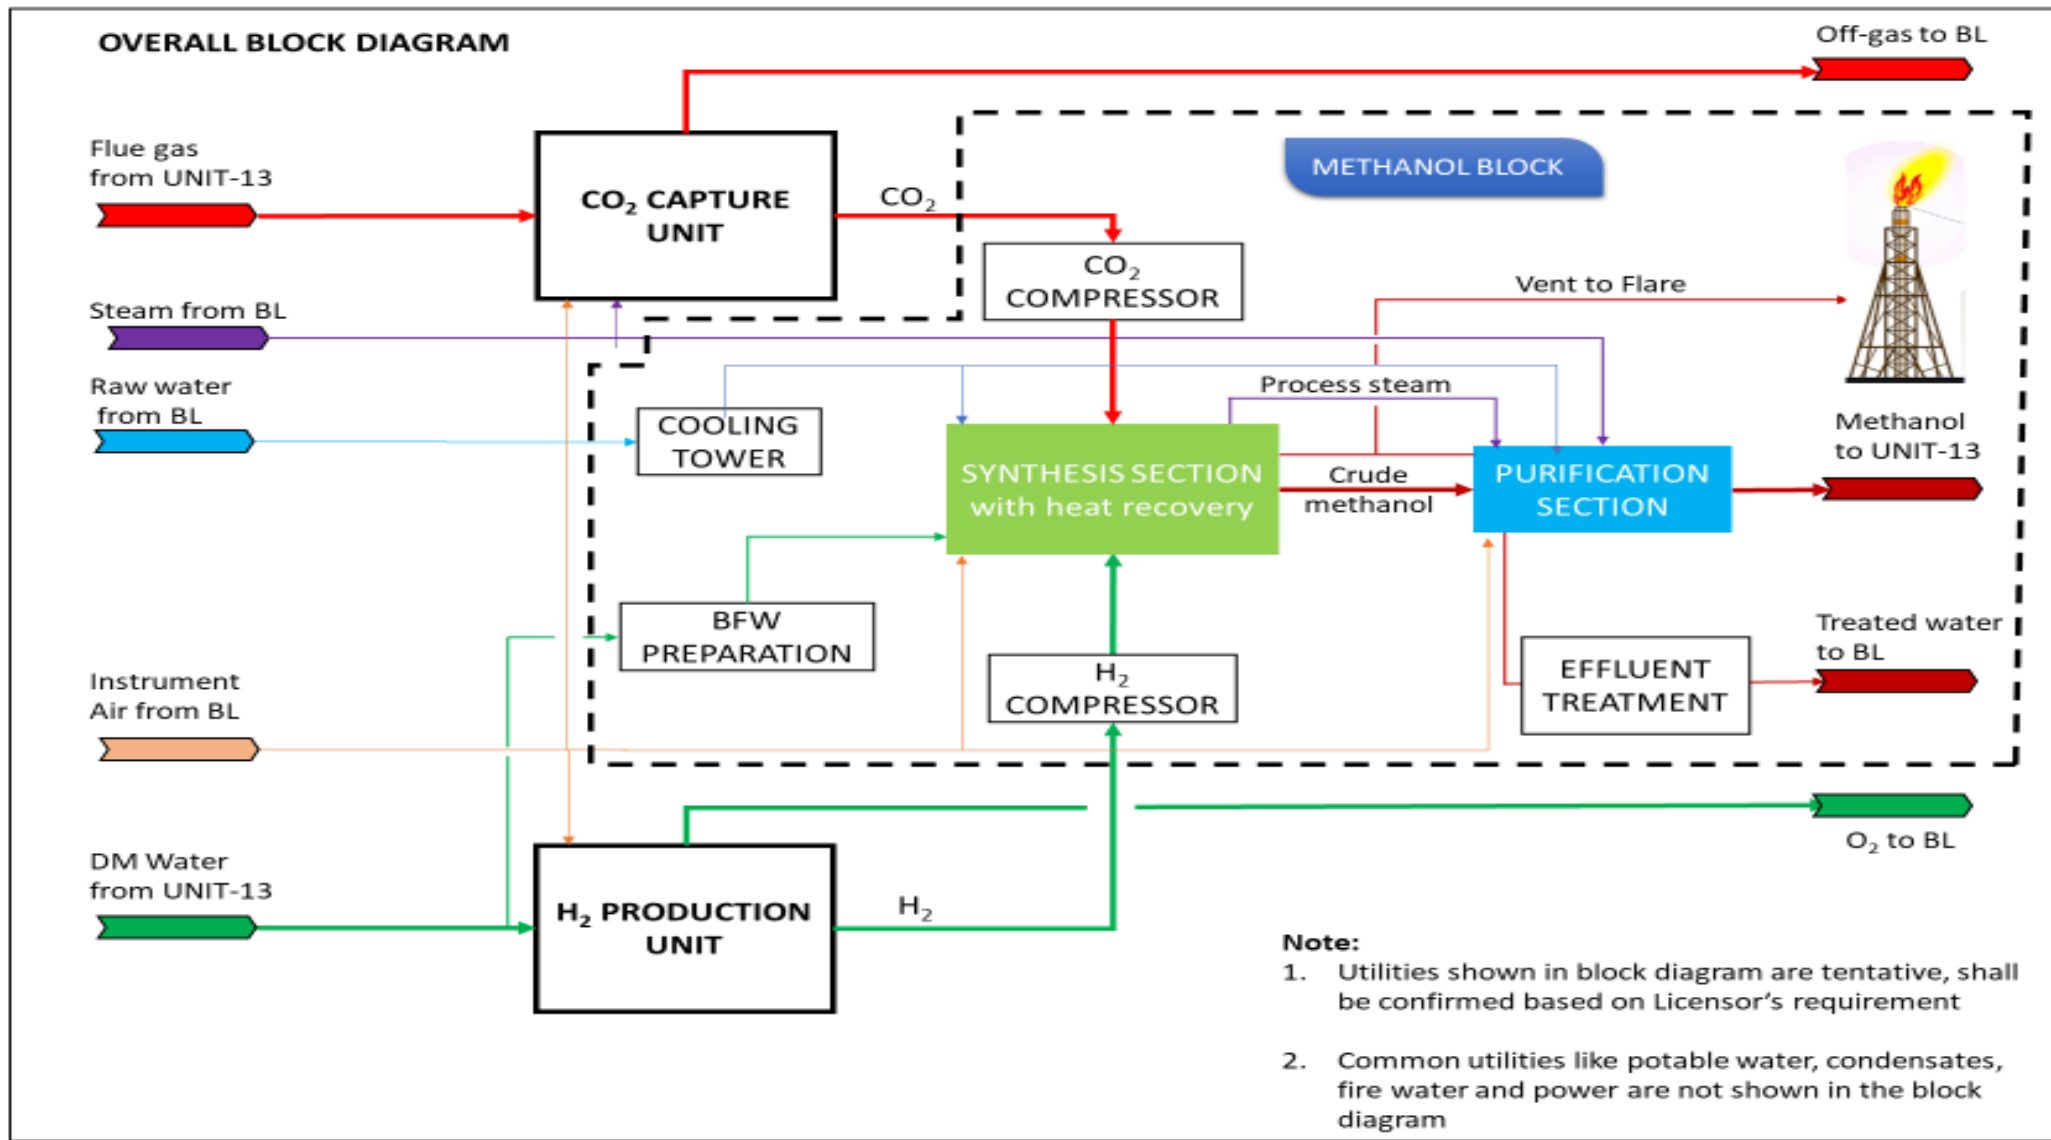 OVERALL BLOCK DIAGRAM
Off-gas to BL
Flue gas
from UNIT-13
CO₂ CAPTURE
UNIT
CO₂
METHANOL BLOCK
CO₂
COMPRESSOR
Vent to Flare
Steam from BL
Raw water
from BL
COOLING
TOWER
Process steam
SYNTHESIS SECTION
with heat recovery
Crude
methanol
PURIFICATION
SECTION
Methanol
to UNIT-13
BFW
PREPARATION
H₂
COMPRESSOR
EFFLUENT
TREATMENT
Treated water
to BL
Instrument
Air from BL
O₂ to BL
DM Water
from UNIT-13
H₂ PRODUCTION
UNIT
H₂
Note:
1. Utilities shown in block diagram are tentative, shall
be confirmed based on Licensor’s requirement
2. Common utilities like potable water, condensates,
fire water and power are not shown in the block
diagram